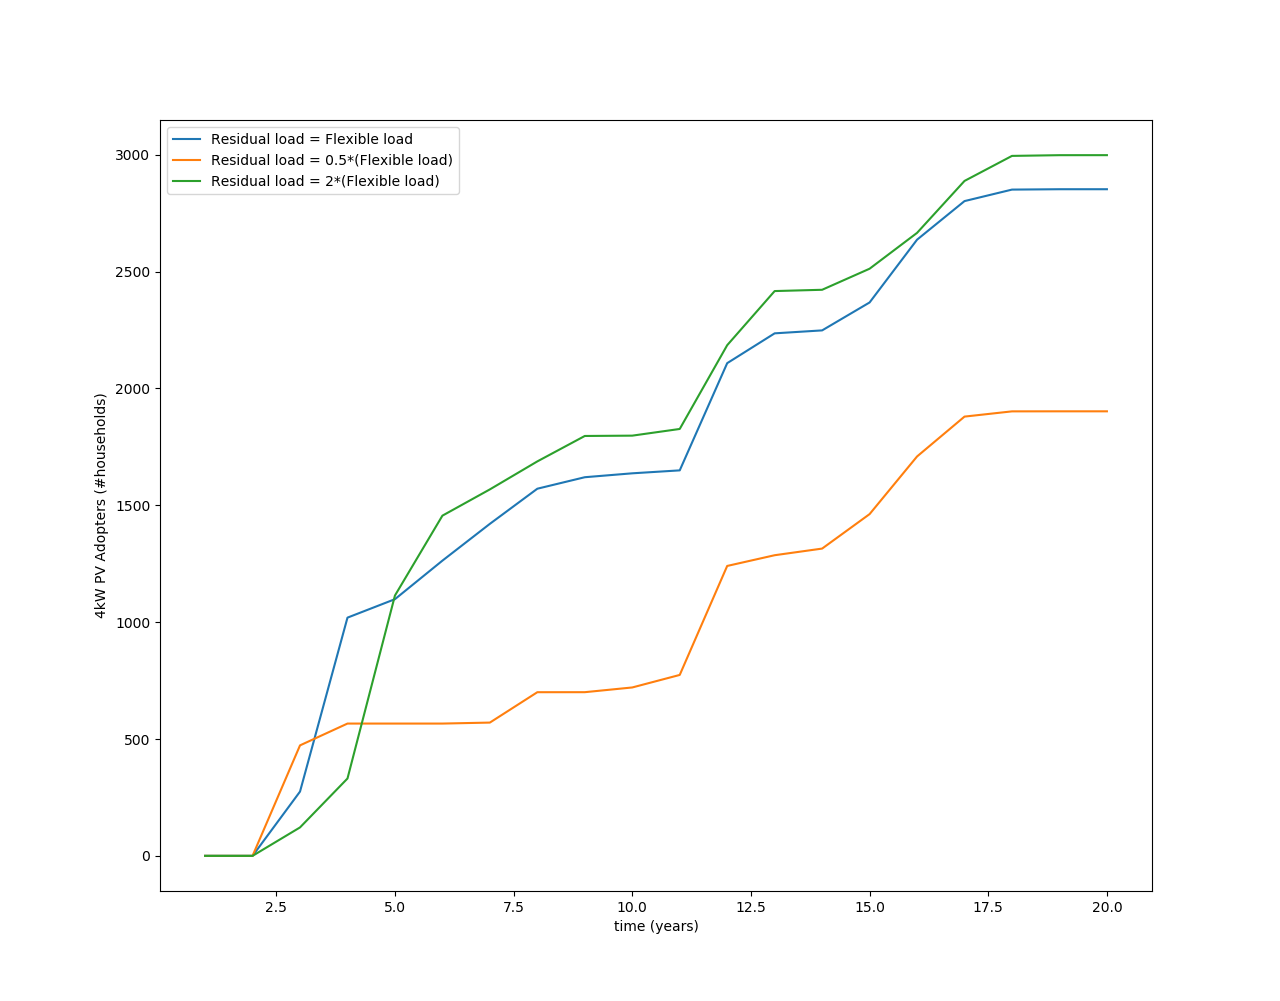 Residual load = Flexible load
Residual load = 0.5*(Flexible load)
Residual load = 2*(Flexible load)
3000
2500
2000
1500
1000
500
0
4kW PV Adopters (#households)
2.5 5.0 7.5 10.0 12.5 15.0 17.5 20.0
time (years)